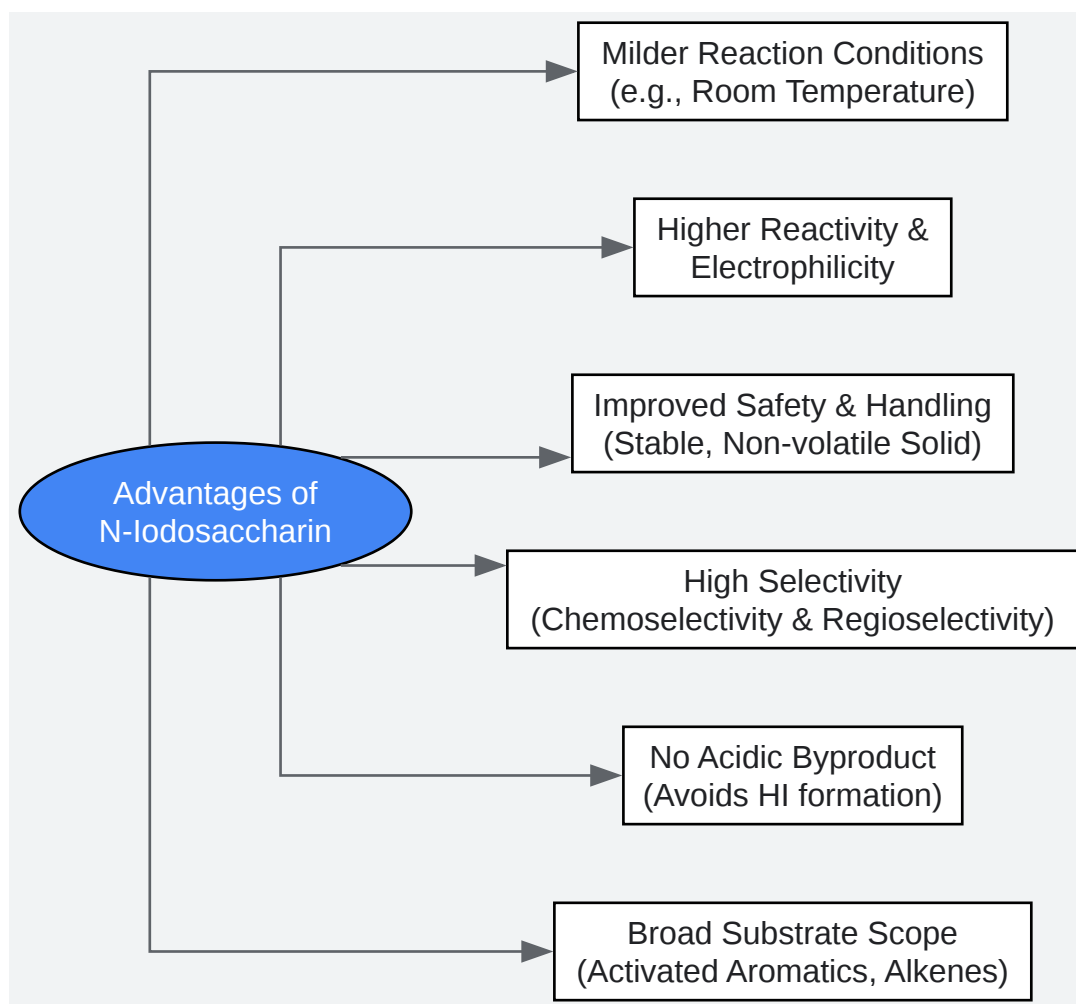 Milder Reaction Conditions
(e.g., Room Temperature)
Higher Reactivity &
Electrophilicity
Improved Safety & Handling
(Stable, Non-volatile Solid)
Advantages of
N-Iodosaccharin
High Selectivity
(Chemoselectivity & Regioselectivity)
No Acidic Byproduct
(Avoids HI formation)
Broad Substrate Scope
(Activated Aromatics, Alkenes)